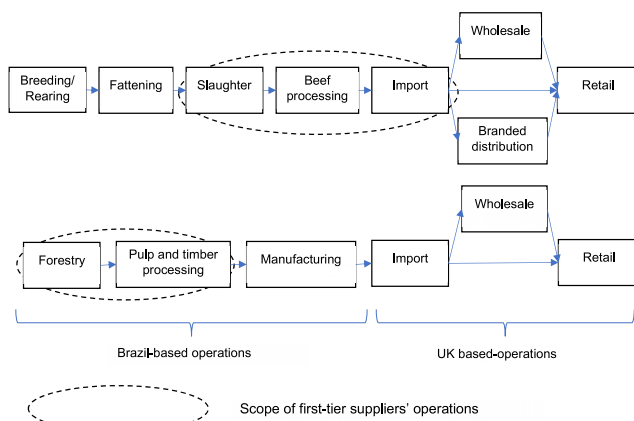 Wholesale
Breeding/
Rearing
Fattening
Slaughter
Beef
processing
Import
Retail
Branded
distribution
Wholesale
Forestry
Pulp and timber
processing
Manufacturing
Import
Retail
Brazil-based operations
UK based-operations
Scope of first-tier suppliers' operations